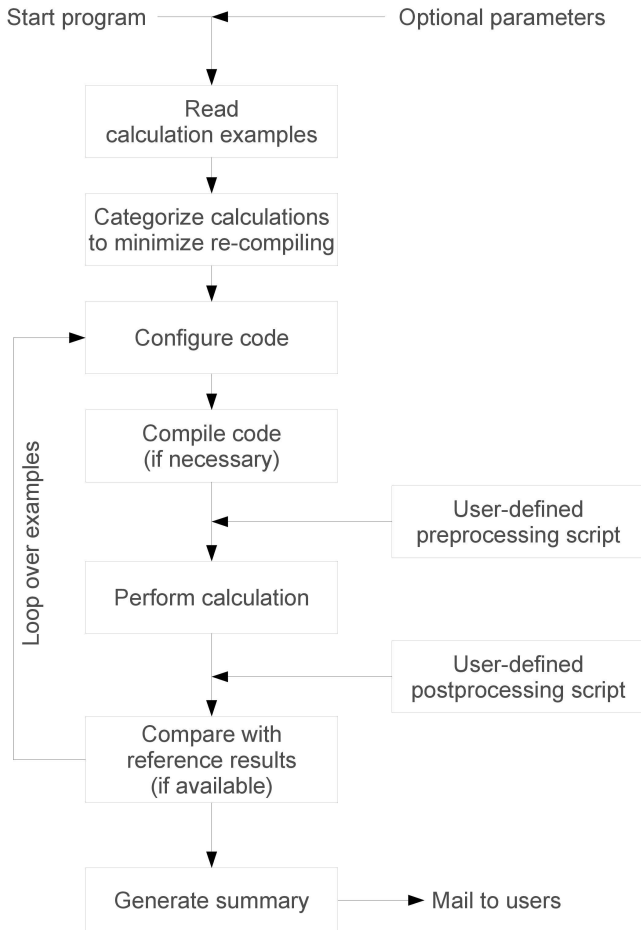 Start program
Optional parameters
Read
calculation examples
Categorize calculations
to minimize re-compiling
Configure code
Compile code
(if necessary)
Loop over examples
User-defined
preprocessing script
Perform calculation
User-defined
postprocessing script
Compare with
reference results
(if available)
Generate summary
Mail to users